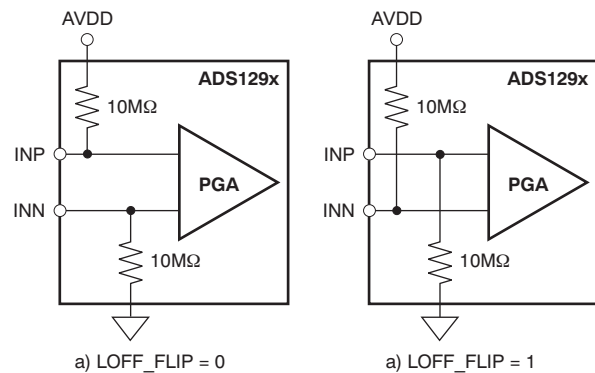 AVDD
ADS129x
10MΩ
INP
PGA
INN
10MΩ
a) LOFF_FLIP = 0
AVDD
ADS129x
10MΩ
INP
PGA
INN
10MΩ
a) LOFF_FLIP = 1